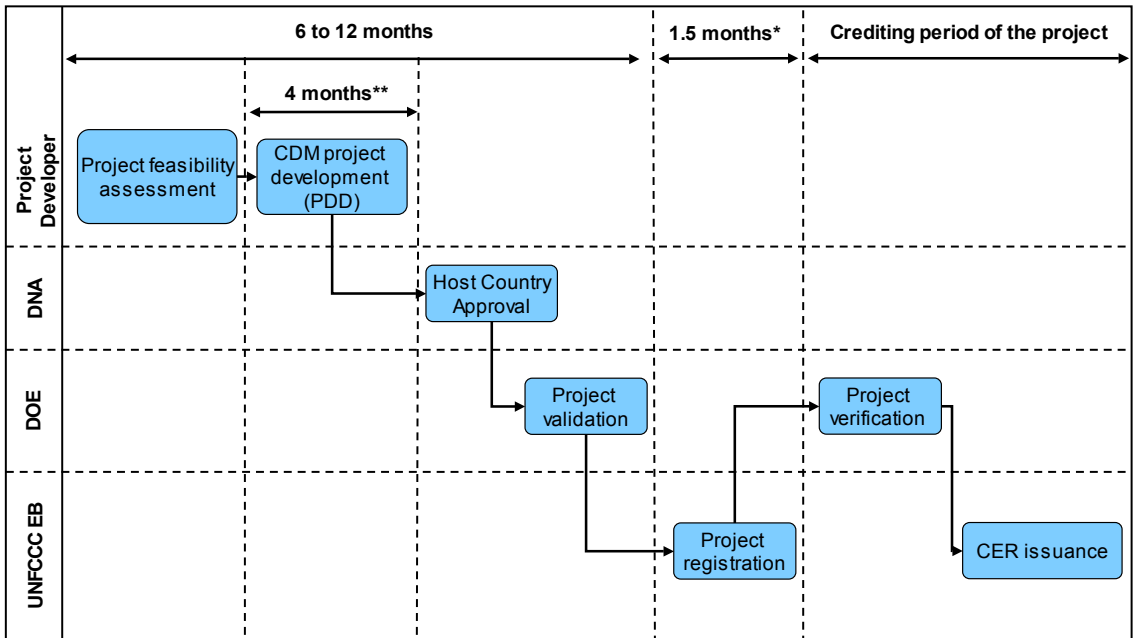 6 to 12 months
1.5 months*
Crediting period of the project
4 months**
Project
Developer
Project feasibility
assessment
CDM project
development
(PDD)
DNA
Host Country
Approval
DOE
Project
validation
Project
verification
UNFCCC EB
Project
registration
CER issuance